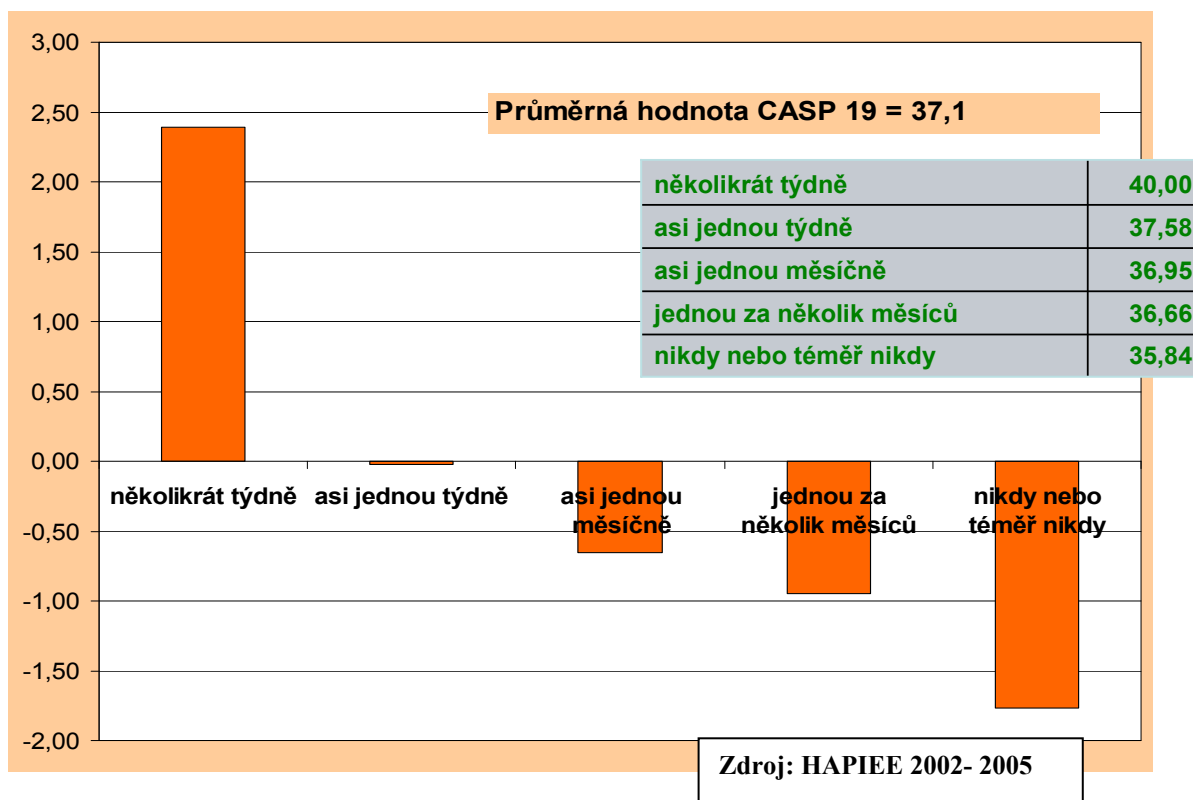 3,00
2,50
2,00
1,50
1,00
0,50
0,00
-0,50
-1,00
-1,50
-2,00
Průměrná hodnota CASP 19 = 37,1
několikrát týdně 40,00
asi jednou týdně 37,58
asi jednou měsíčně 36,95
jednou za několik měsíců 36,66
nikdy nebo téměř nikdy 35,84
několikrát týdně
asi jednou týdně
asi jednou
měsíčně
jednou za
několik měsíců
nikdy nebo
téměř nikdy
Zdroj: HAPIEE 2002- 2005